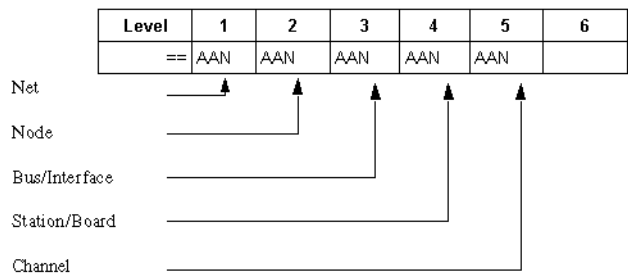 Level 1 2 3 4 5 6
== AAN AAN AAN AAN AAN
Net
Node
Bus/Interface
Station/Board
Channel